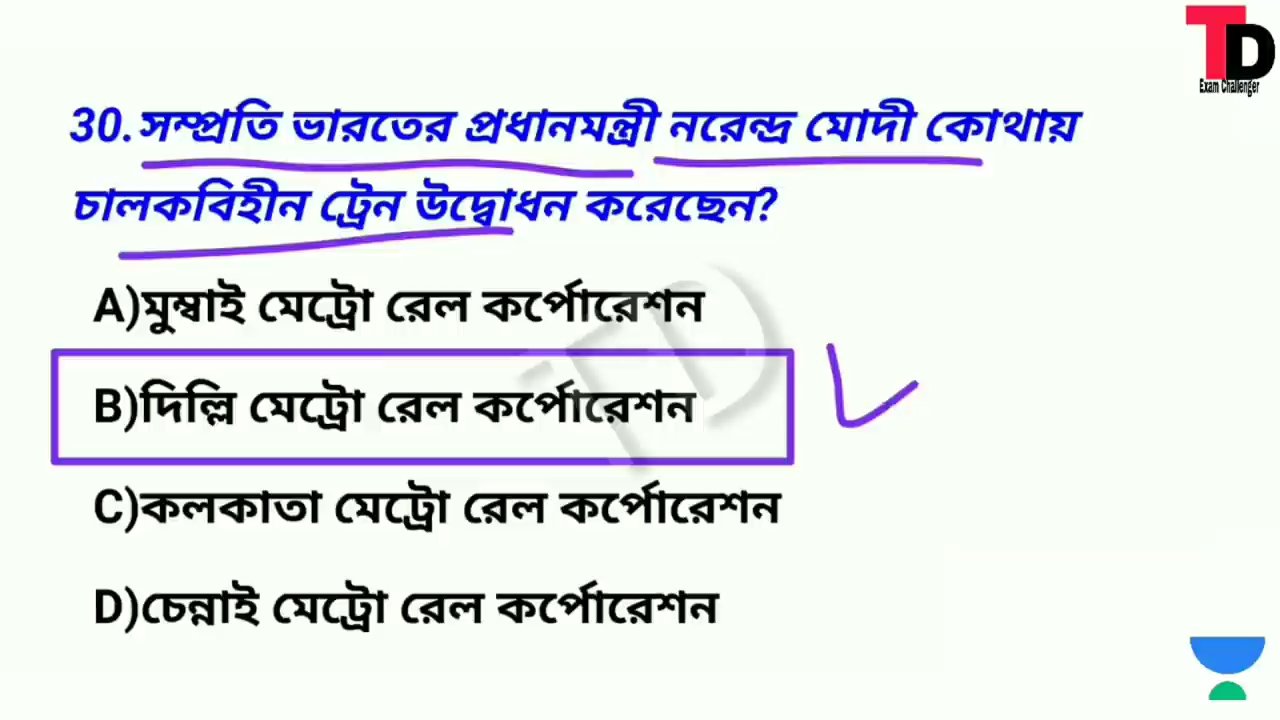 TD
Exam Challenger
30.সম্প্রতি ভারতের প্রধানমন্ত্রী নরেন্দ্র মোদী কোথায়
চালকবিহীন ট্রেন উদ্বোধন করেছেন?
A)মুম্বাই মেট্রো রেল কর্পোরেশন
B)দিল্লি মেট্রো রেল কর্পোরেশন
C)কলকাতা মেট্রো রেল কর্পোরেশন
D)চেন্নাই মেট্রো রেল কর্পোরেশন
TD